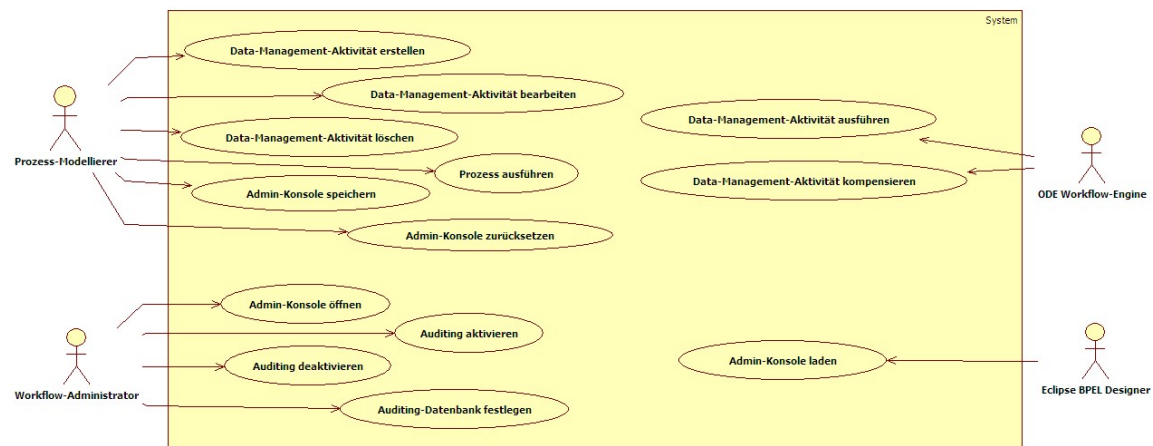 System
Data-Management-Aktivität erstellen
Data-Management-Aktivität bearbeiten
Data-Management-Aktivität ausführen
Data-Management-Aktivität löschen
Prozess-Modellierer
Prozess ausführen
Data-Management-Aktivität kompensieren
Admin-Konsole speichern
ODE Workflow-Engine
Admin-Konsole zurücksetzen
Admin-Konsole öffnen
Auditing aktivieren
Admin-Konsole laden
Auditing deaktivieren
Workflow-Administrator
Eclipse BPEL Designer
Auditing-Datenbank festlegen